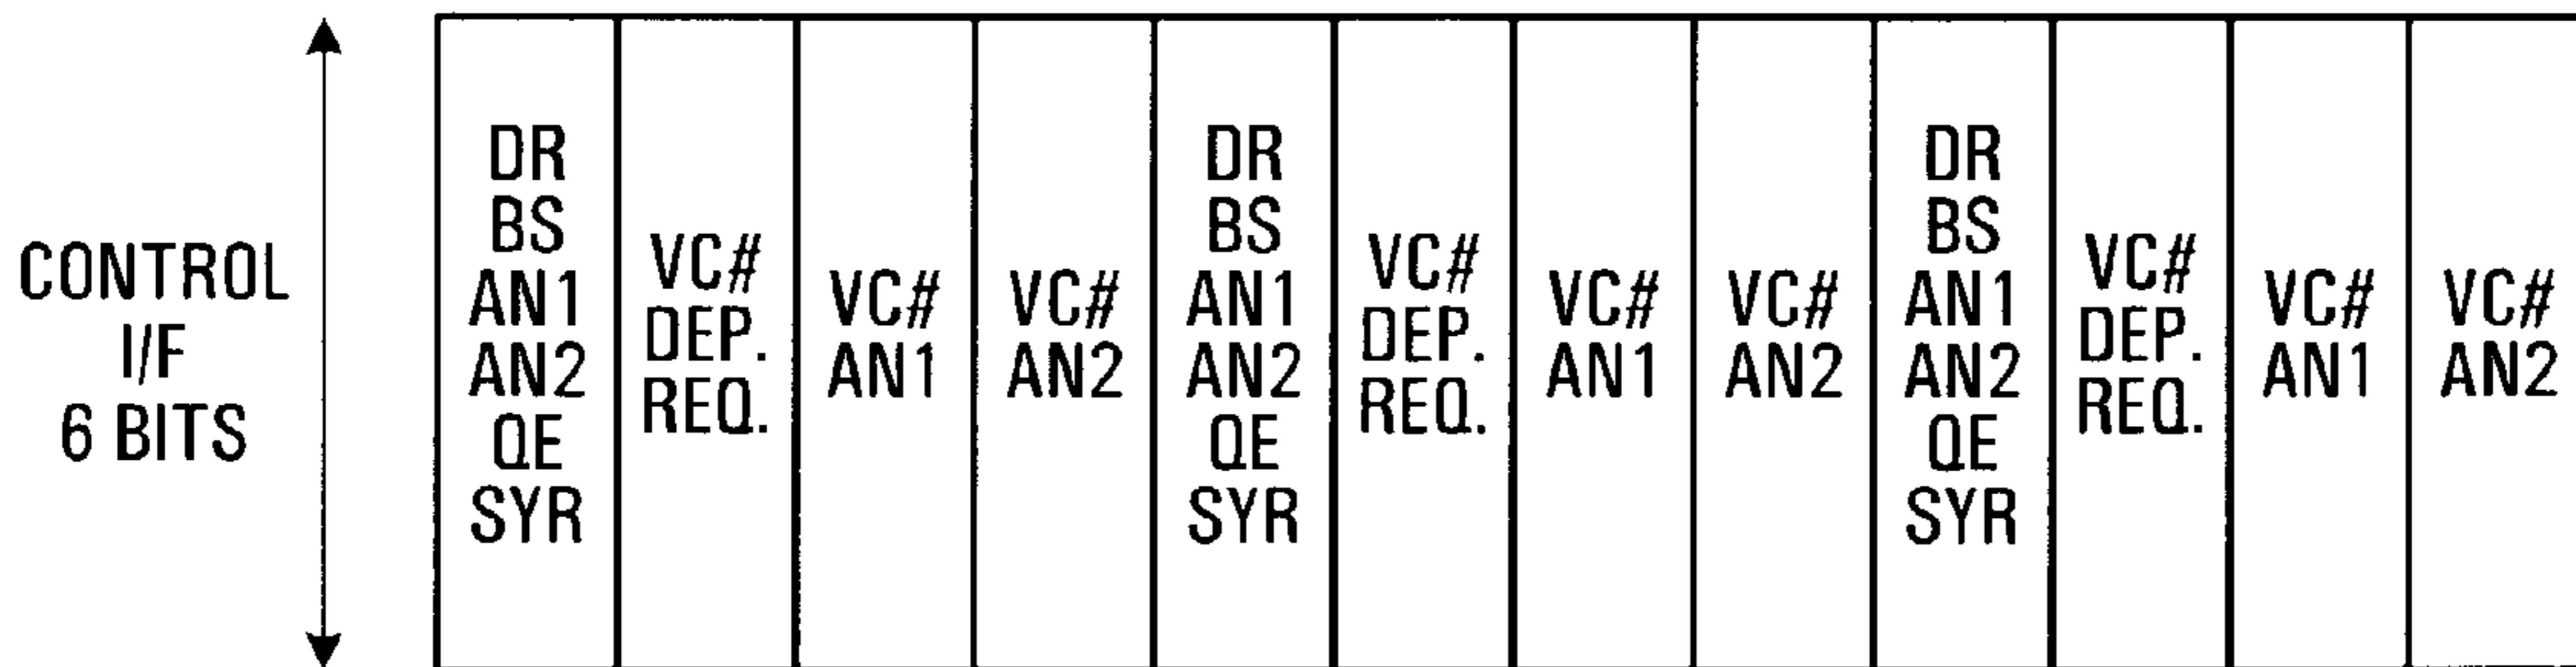 CONTROL
I/F
6 BITS
DR
BS
AN1
AN2
QE
SYR
VC#
DEP.
REQ.
VC#
AN1
VC#
AN2
DR
BS
AN1
AN2
QE
SYR
VC#
DEP.
REQ.
VC#
AN1
VC#
AN2
DR
BS
AN1
AN2
QE
SYR
VC#
DEP.
REQ.
VC#
AN1
VC#
AN2